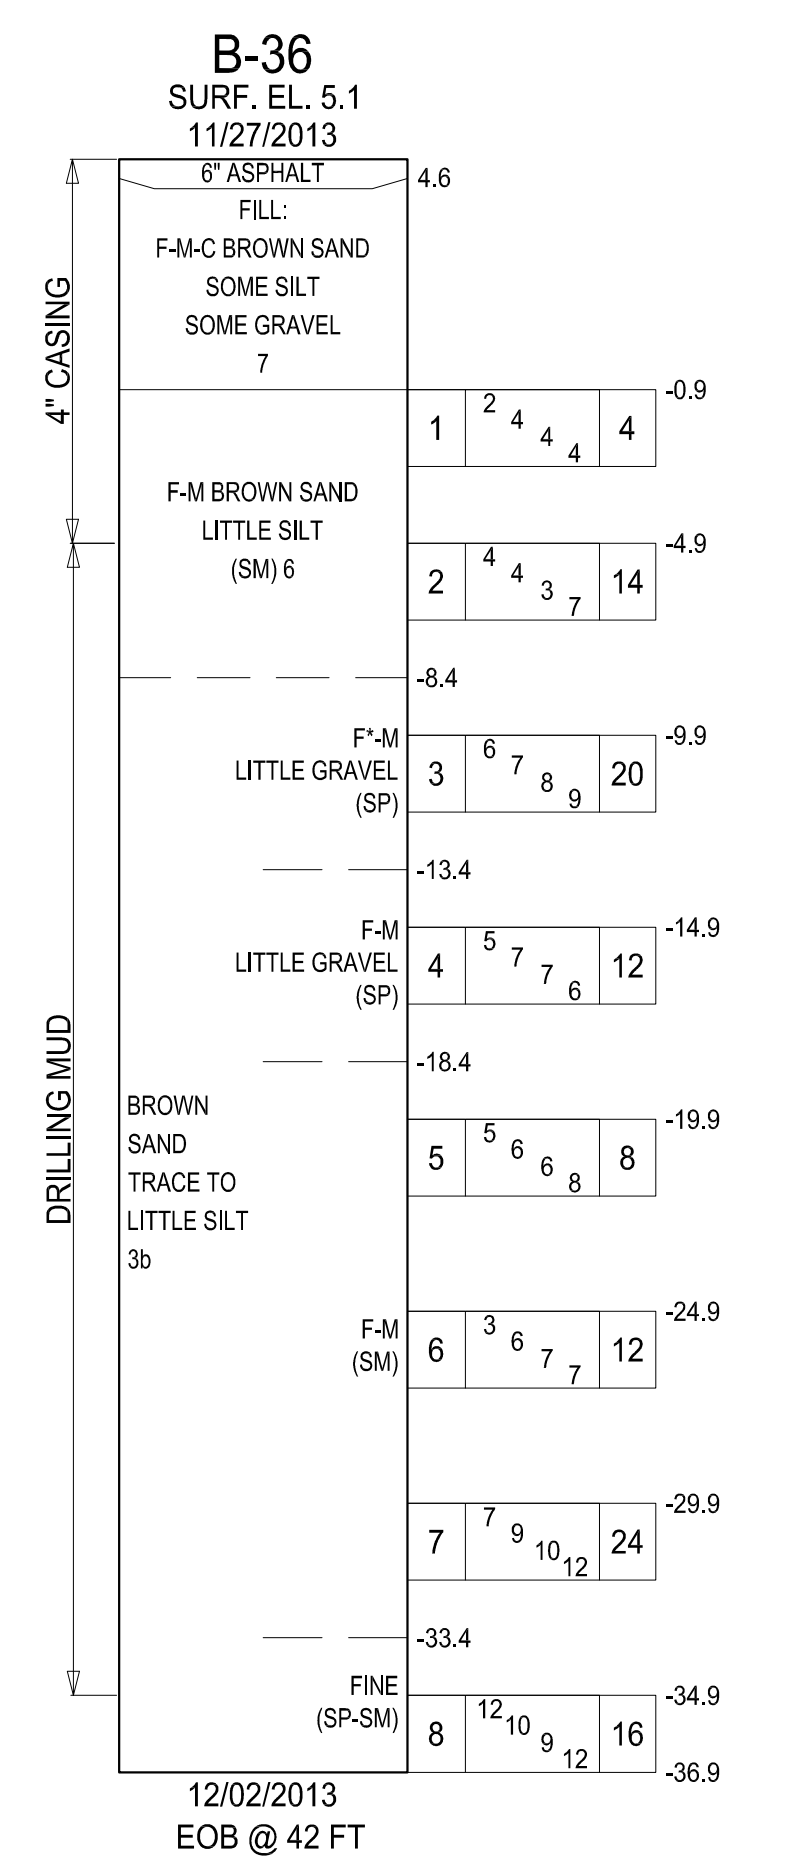 B-36
SURF. EL. 5.1
11/27/2013
6" ASPHALT
4.6
FILL:
F-M-C BROWN SAND
SOME SILT
SOME GRAVEL
7
4" CASING
-0.9
1 2 4 4 4 4
F-M BROWN SAND
LITTLE SILT
(SM) 6
-4.9
2 4 4 3 7 14
-8.4
-9.9
F*-M
LITTLE GRAVEL
(SP)
3 6 7 8 9 20
-13.4
-14.9
F-M
LITTLE GRAVEL
(SP)
4 5 7 7 6 12
-18.4
DRILLING MUD
BROWN
SAND
TRACE TO
LITTLE SILT
3b
-19.9
5 5 6 6 8 8
-24.9
F-M
(SM)
6 3 6 7 7 12
-29.9
7 7 9 10 12 24
-33.4
-34.9
FINE
(SP-SM)
8 12 10 9 12 16
-36.9
12/02/2013
EOB @ 42 FT